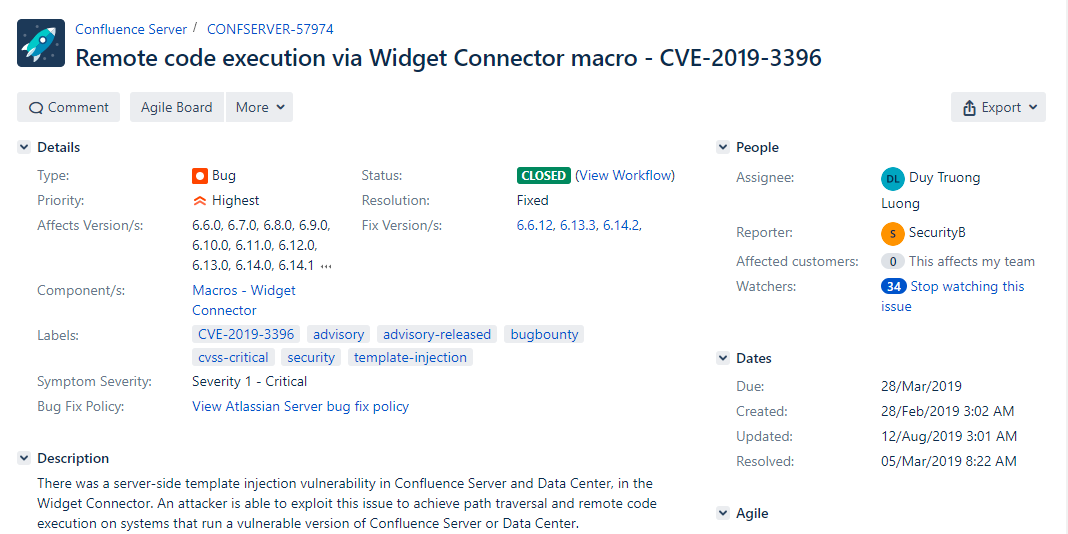 Confluence Server / CONFSERVER-57974
Remote code execution via Widget Connector macro - CVE-2019-3396
Comment Agile Board More Export
Details
Type: Bug Status: CLOSED (View Workflow)
Priority: Highest Resolution: Fixed
Affects Version/s: 6.6.0, 6.7.0, 6.8.0, 6.9.0, Fix Version/s: 6.6.12, 6.13.3, 6.14.2,
6.10.0, 6.11.0, 6.12.0,
6.13.0, 6.14.0, 6.14.1 ···
Component/s: Macros - Widget
Connector
Labels: CVE-2019-3396 advisory advisory-released bugbounty
cvss-critical security template-injection
Symptom Severity: Severity 1 - Critical
Bug Fix Policy: View Atlassian Server bug fix policy
Description
There was a server-side template injection vulnerability in Confluence Server and Data Center, in the
Widget Connector. An attacker is able to exploit this issue to achieve path traversal and remote code
execution on systems that run a vulnerable version of Confluence Server or Data Center.
People
Assignee: DL Duy Truong
Luong
Reporter: S SecurityB
Affected customers: 0 This affects my team
Watchers: 34 Stop watching this
issue
Dates
Due: 28/Mar/2019
Created: 28/Feb/2019 3:02 AM
Updated: 12/Aug/2019 3:01 AM
Resolved: 05/Mar/2019 8:22 AM
Agile